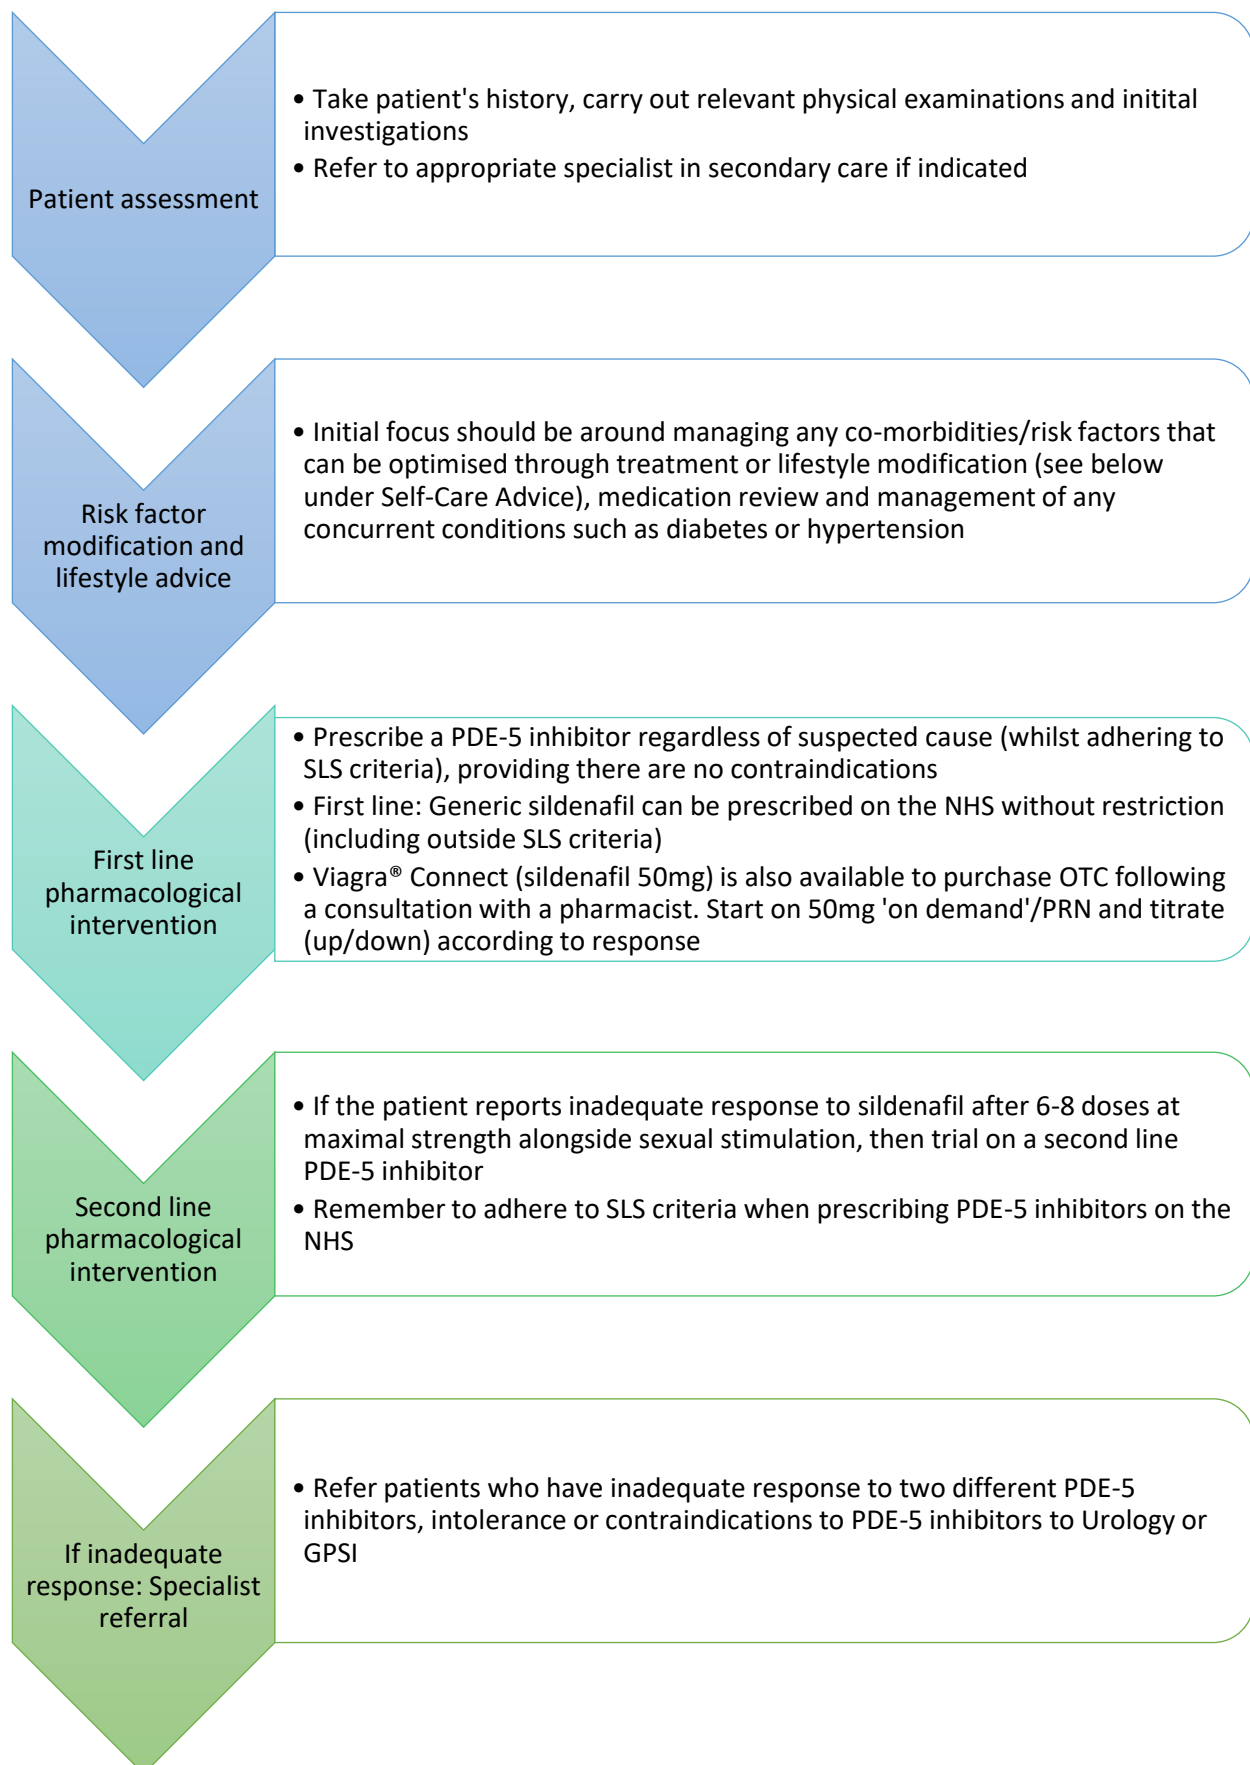 Patient assessment
• Take patient's history, carry out relevant physical examinations and initital
investigations
• Refer to appropriate specialist in secondary care if indicated
Risk factor
modification and
lifestyle advice
• Initial focus should be around managing any co-morbidities/risk factors that
can be optimised through treatment or lifestyle modification (see below
under Self-Care Advice), medication review and management of any
concurrent conditions such as diabetes or hypertension
First line
pharmacological
intervention
• Prescribe a PDE-5 inhibitor regardless of suspected cause (whilst adhering to
SLS criteria), providing there are no contraindications
• First line: Generic sildenafil can be prescribed on the NHS without restriction
(including outside SLS criteria)
• Viagra® Connect (sildenafil 50mg) is also available to purchase OTC following
a consultation with a pharmacist. Start on 50mg 'on demand'/PRN and titrate
(up/down) according to response
Second line
pharmacological
intervention
• If the patient reports inadequate response to sildenafil after 6-8 doses at
maximal strength alongside sexual stimulation, then trial on a second line
PDE-5 inhibitor
• Remember to adhere to SLS criteria when prescribing PDE-5 inhibitors on the
NHS
If inadequate
response: Specialist
referral
• Refer patients who have inadequate response to two different PDE-5
inhibitors, intolerance or contraindications to PDE-5 inhibitors to Urology or
GPSI